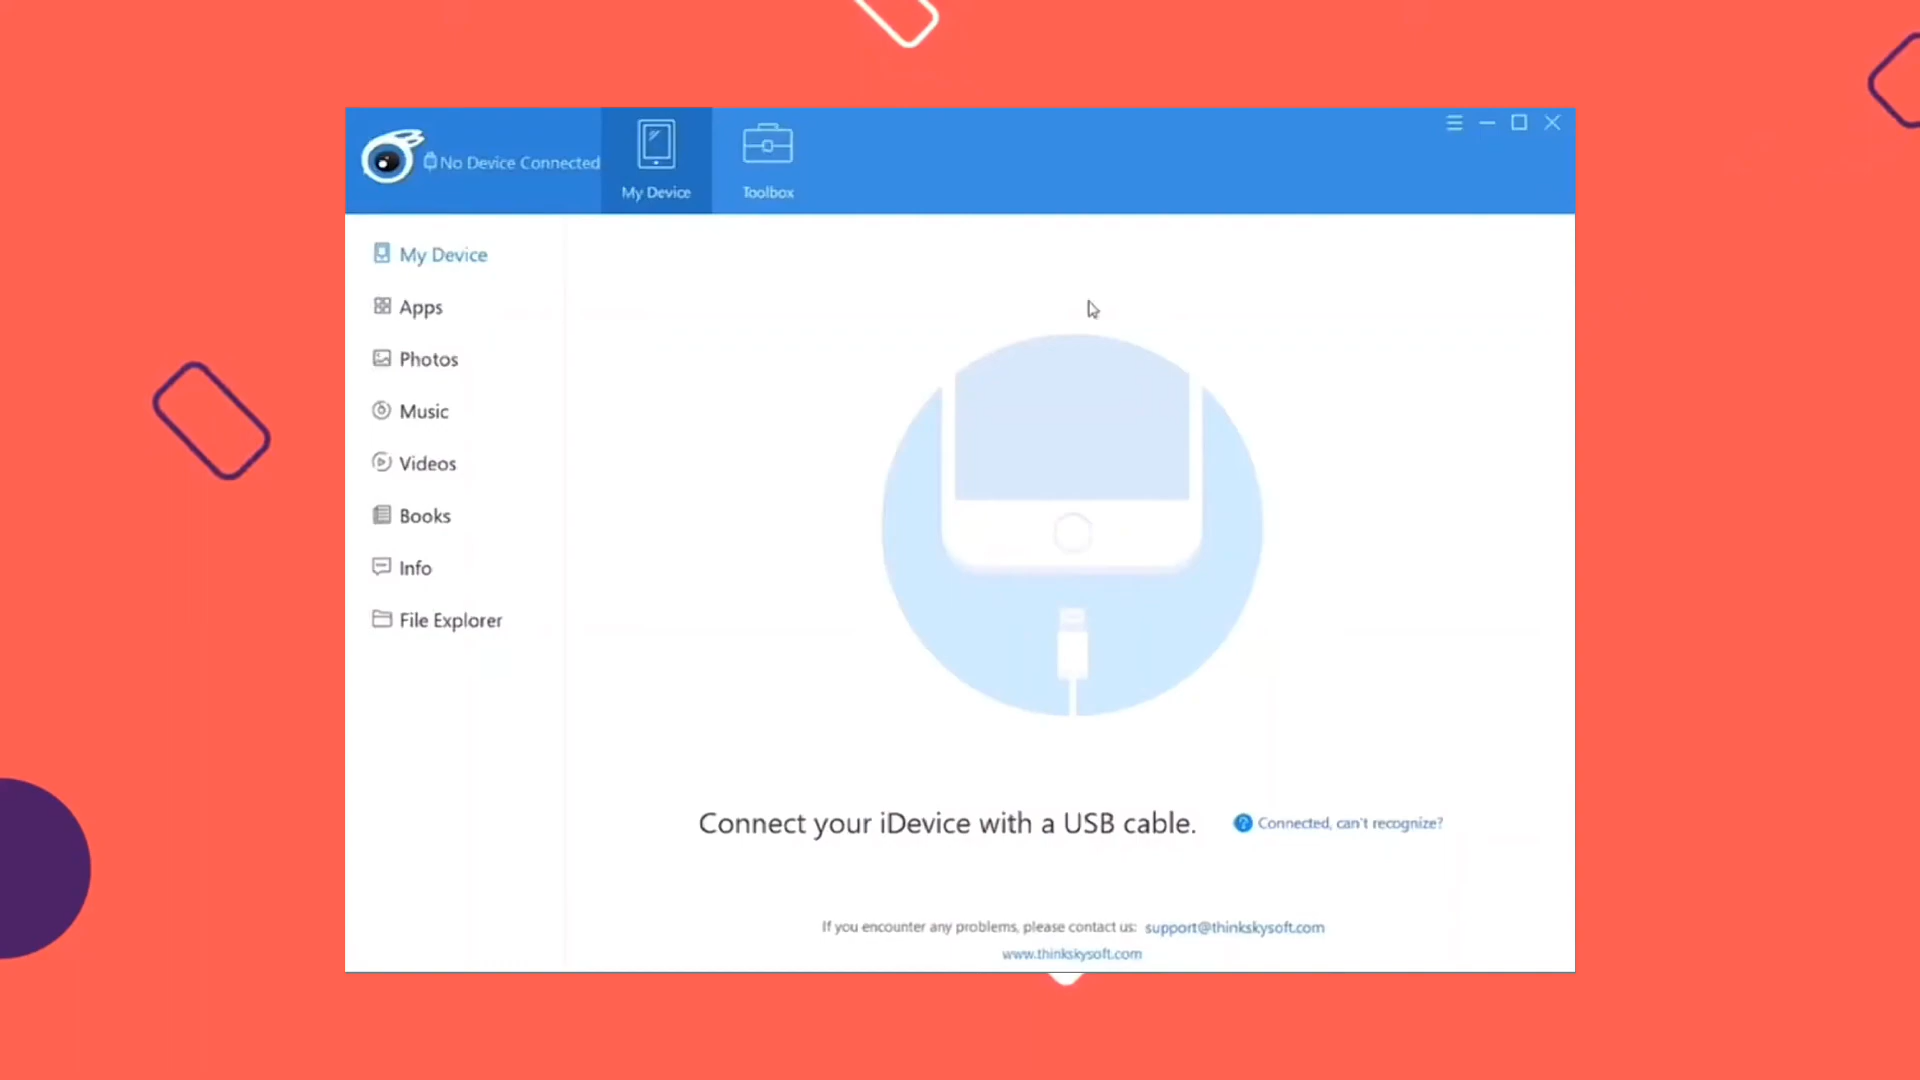 No Device Connected
My Device
Toolbox
My Device
Apps
Photos
Music
Videos
Books
Info
File Explorer
Connect your iDevice with a USB cable. ? Connected, can't recognize?
If you encounter any problems, please contact us: support@thinkskysoft.com
www.thinkskysoft.com